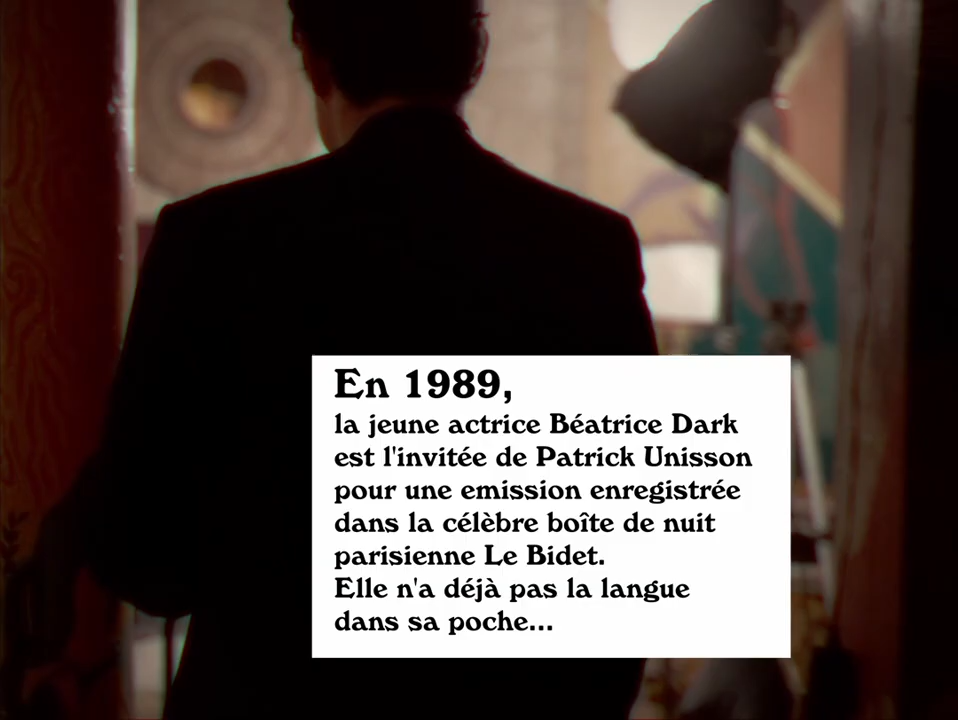 En 1989,
la jeune actrice Béatrice Dark
est l'invitée de Patrick Unisson
pour une emission enregistrée
dans la célèbre boîte de nuit
parisienne Le Bidet.
Elle n'a déjà pas la langue
dans sa poche...